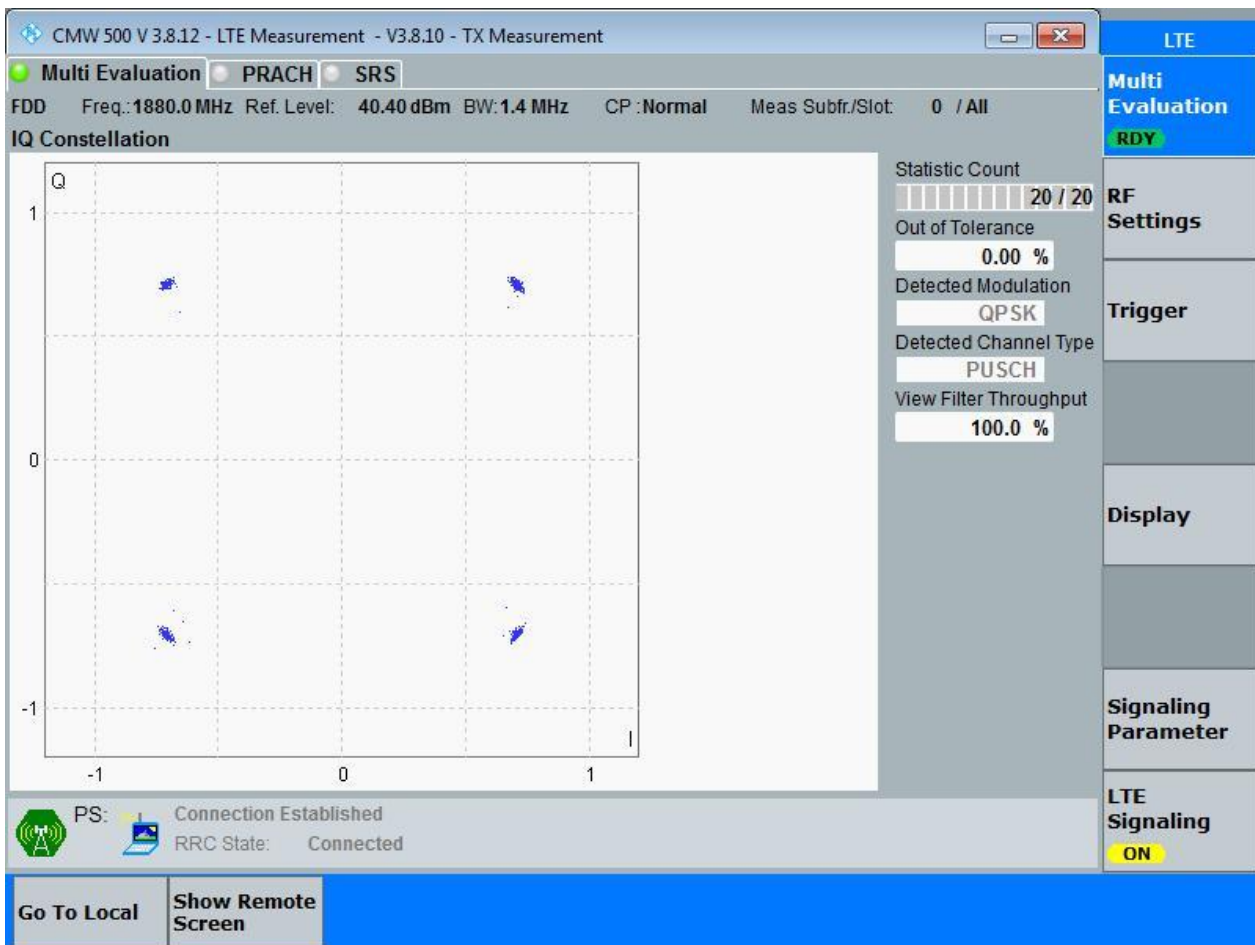 CMW 500 V 3.8.12 - LTE Measurement - V3.8.10 - TX Measurement
LTE
Multi Evaluation PRACH SRS
FDD Freq.:1880.0 MHz Ref. Level: 40.40 dBm BW:1.4 MHz CP :Normal Meas Subfr./Slot: 0 / All
IQ Constellation
Q
1
0
-1
I
-1 0 1
Statistic Count
20 / 20
Out of Tolerance
0.00 %
Detected Modulation
QPSK
Detected Channel Type
PUSCH
View Filter Throughput
100.0 %
Multi
Evaluation
RDY
RF
Settings
Trigger
Display
Signaling
Parameter
LTE
Signaling
ON
PS: Connection Established
RRC State: Connected
Go To Local
Show Remote
Screen